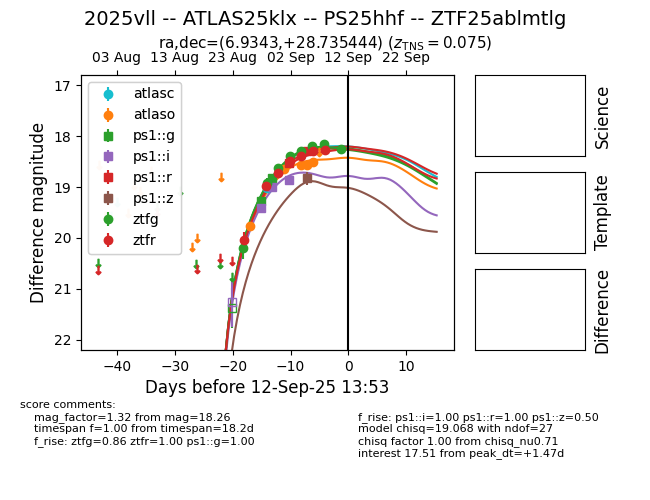 2025vll -- ATLAS25klx -- PS25hhf -- ZTF25ablmtlg
ra,dec=(6.9343,+28.735444) (zTNS = 0.075)
03 Aug 13 Aug 23 Aug 02 Sep 12 Sep 22 Sep
17
18
19
20
21
22
Difference magnitude
atlasc
atlaso
ps1::g
ps1::i
ps1::r
ps1::z
ztfg
ztfr
−40 −30 −20 −10 0 10
Days before 12-Sep-25 13:53
Science
Template
Difference
score comments:
mag_factor=1.32 from mag=18.26
timespan f=1.00 from timespan=18.2d
f_rise: ztfg=0.86 ztfr=1.00 ps1::g=1.00
f_rise: ps1::i=1.00 ps1::r=1.00 ps1::z=0.50
model chisq=19.068 with ndof=27
chisq factor 1.00 from chisq_nu0.71
interest 17.51 from peak_dt=+1.47d